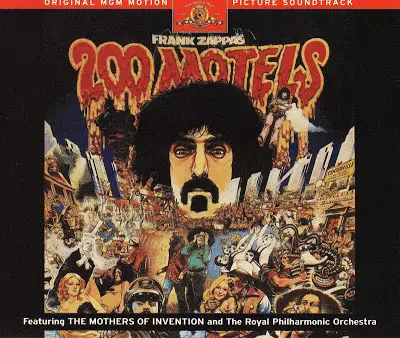 ORIGINAL MGM MOTION PICTURE SOUNDTRACK
FRANK ZAPPA'S
200 MOTELS
Featuring THE MOTHERS OF INVENTION and The Royal Philharmonic Orchestra